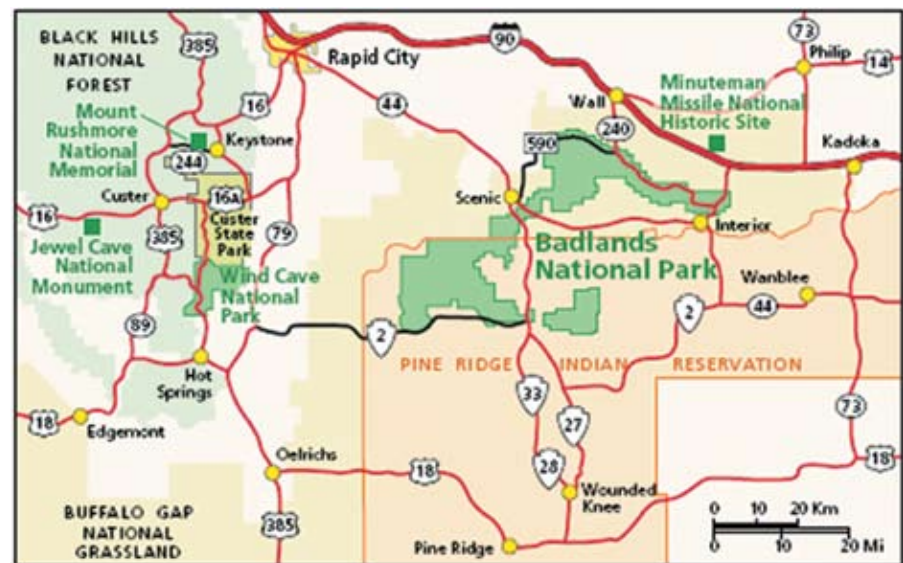 BLACK HILLS
NATIONAL
FOREST
385
Rapid City
90
73
Philip
14
16
44
Wall
240
Minuteman
Missile National
Historic Site
Mount
Rushmore
National
Memorial
Keystone
244
590
Kadoka
Custer
16A
Scenic
Interior
16
Custer
State
Park
79
385
Jewel Cave
National
Monument
Wind Cave
National
Park
Badlands
National Park
Wanblee
89
2
2
44
PINE RIDGE INDIAN RESERVATION
Hot
Springs
33
27
73
18
Edgemont
Oelrichs
18
28
18
Wounded
Knee
BUFFALO GAP
NATIONAL
GRASSLAND
385
Pine Ridge
0 10 20 Km
0 10 20 Mi